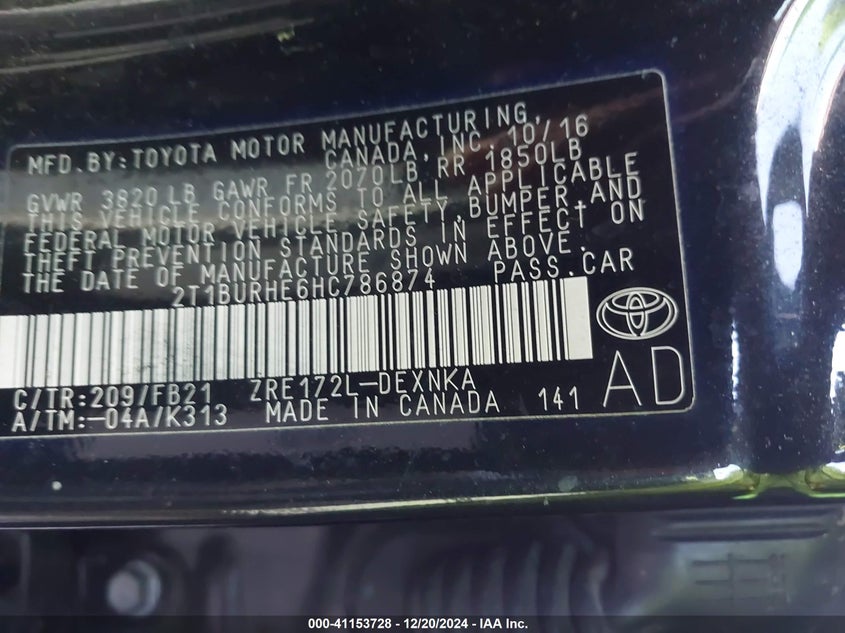 MFD.BY:TOYOTA MOTOR MANUFACTURING,
CANADA, INC. 10/16
GVWR 3820 LB GAWR FR 2070LB RR 1850LB
THIS VEHICLE CONFORMS TO ALL APPLICABLE
FEDERAL MOTOR VEHICLE SAFETY,BUMPER,AND
THEFT PREVENTION STANDARDS IN EFFECT ON
THE DATE OF MANUFACTURE SHOWN ABOVE.
2T1BURHE6HC786874 PASS.CAR
C/TR:209/FB21 ZRE172L-DEXNKA AD
A/TM:-04A/K313 MADE IN CANADA 141
000-41153728 - 12/20/2024 - IAA Inc.